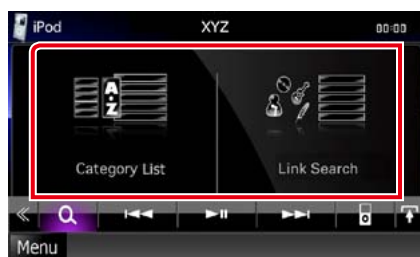 iPod XYZ 00:00
A
Z
Category List Link Search
Menu